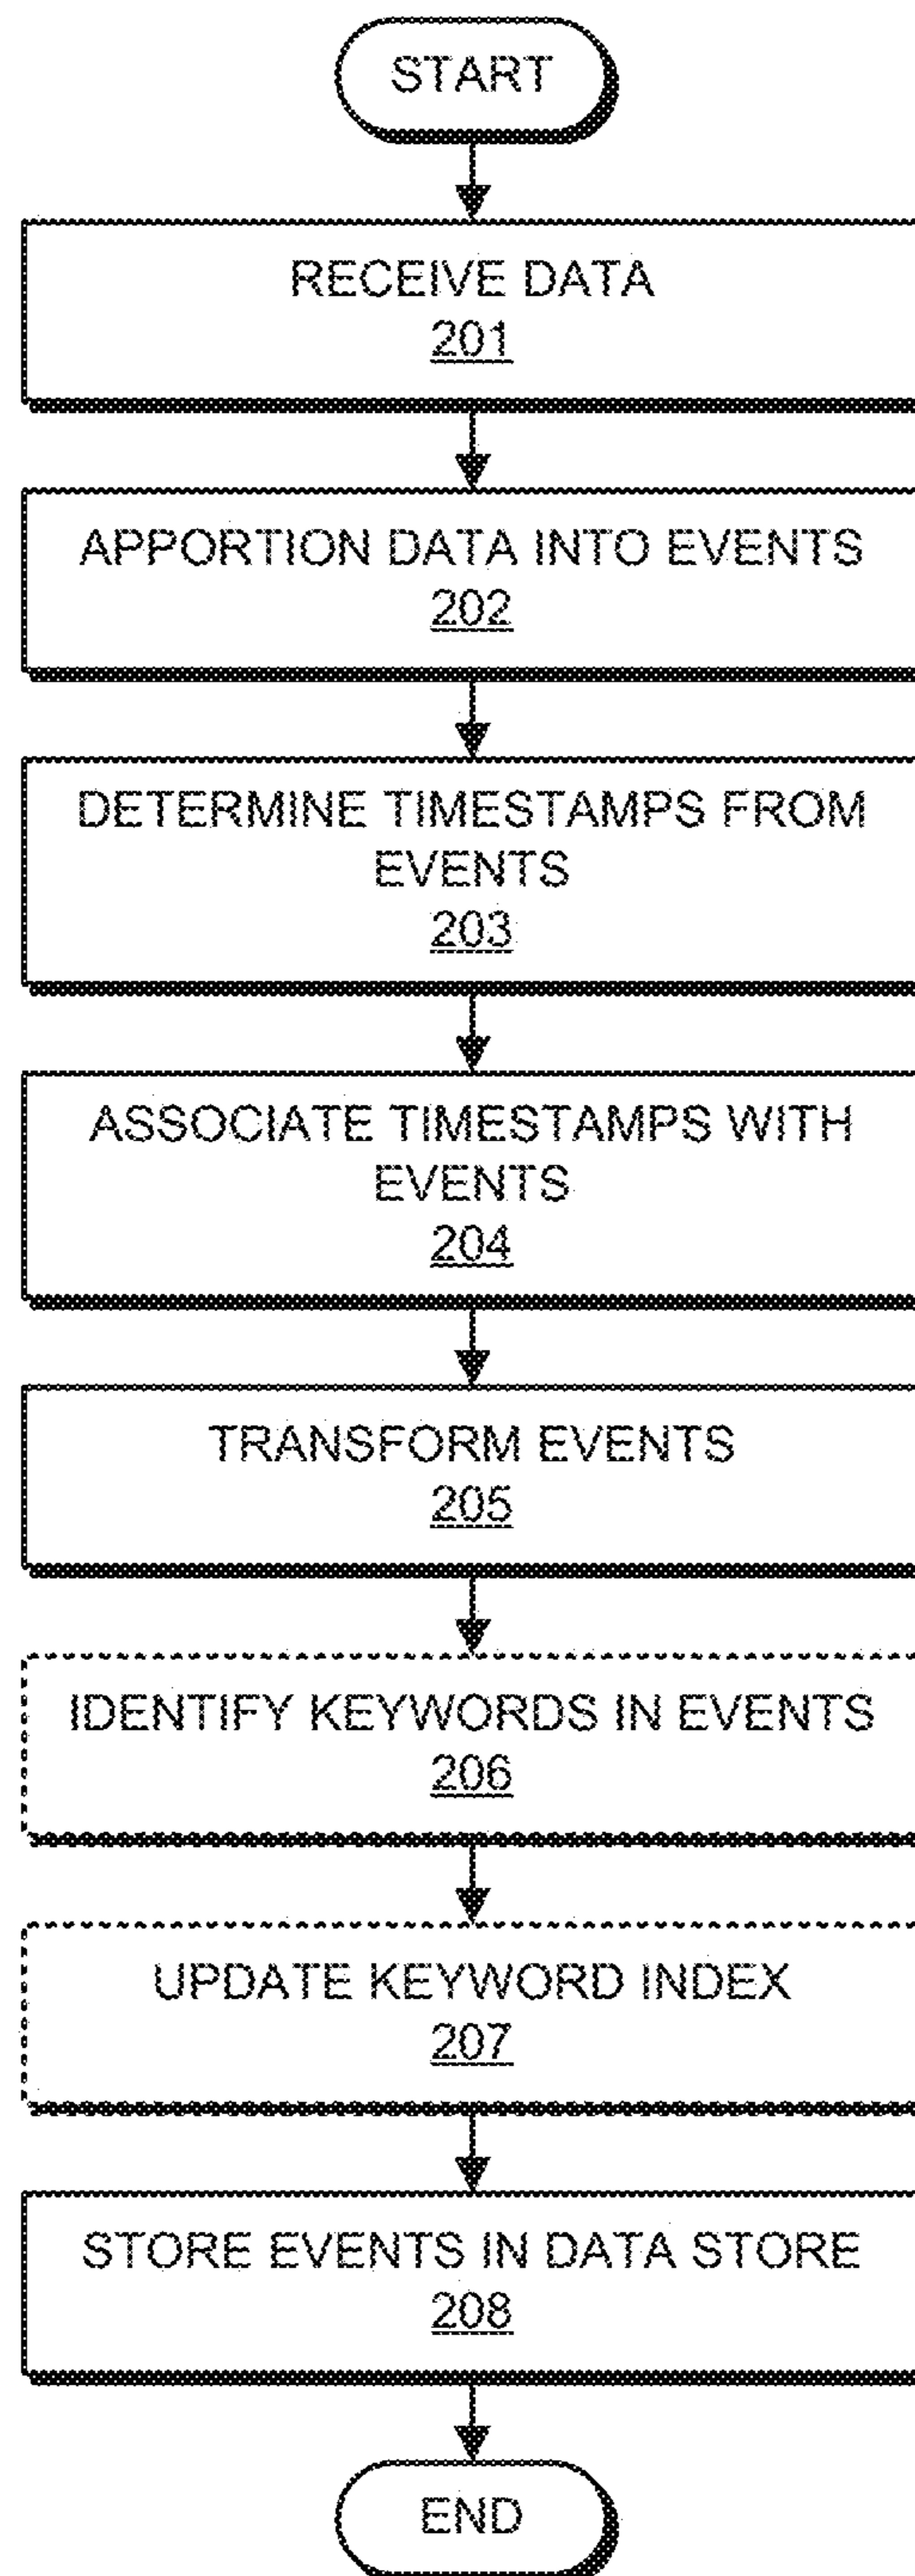 START
RECEIVE DATA
201
APPORTION DATA INTO EVENTS
202
DETERMINE TIMESTAMPS FROM
EVENTS
203
ASSOCIATE TIMESTAMPS WITH
EVENTS
204
TRANSFORM EVENTS
205
IDENTIFY KEYWORDS IN EVENTS
206
UPDATE KEYWORD INDEX
207
STORE EVENTS IN DATA STORE
208
END